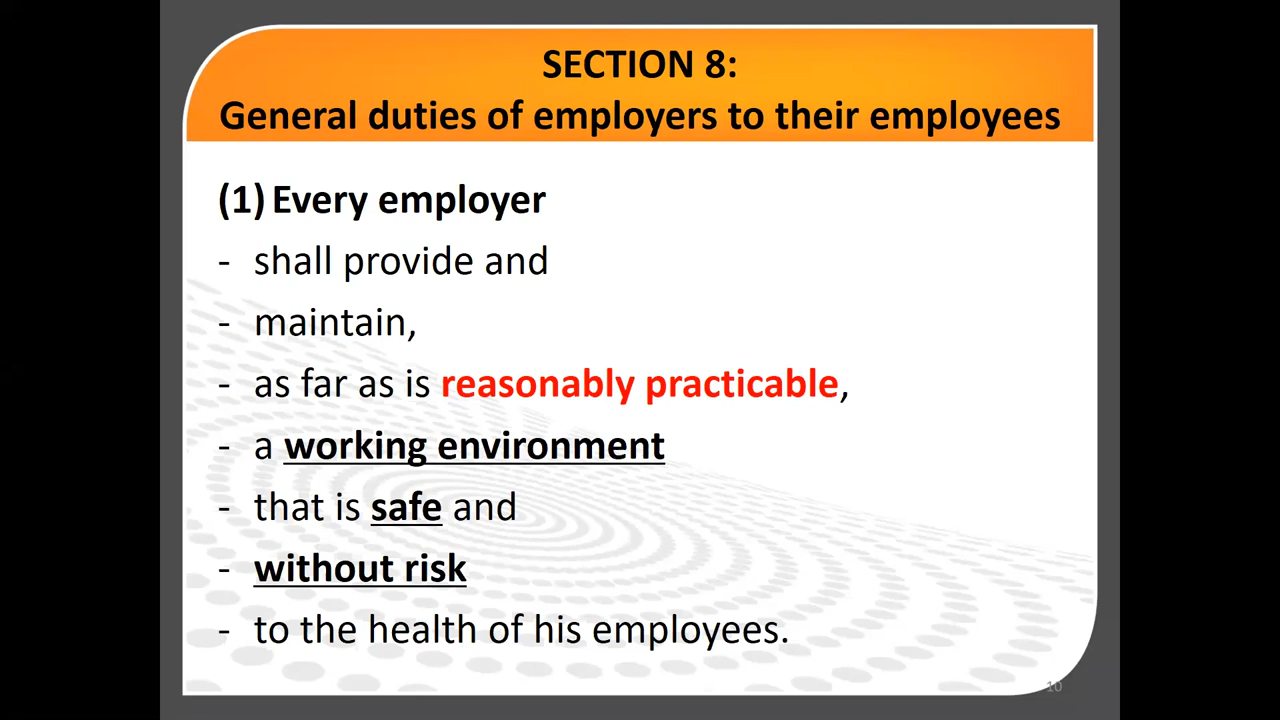 SECTION 8:
General duties of employers to their employees
(1) Every employer
- shall provide and
- maintain,
- as far as is reasonably practicable,
- a working environment
- that is safe and
- without risk
- to the health of his employees.
10